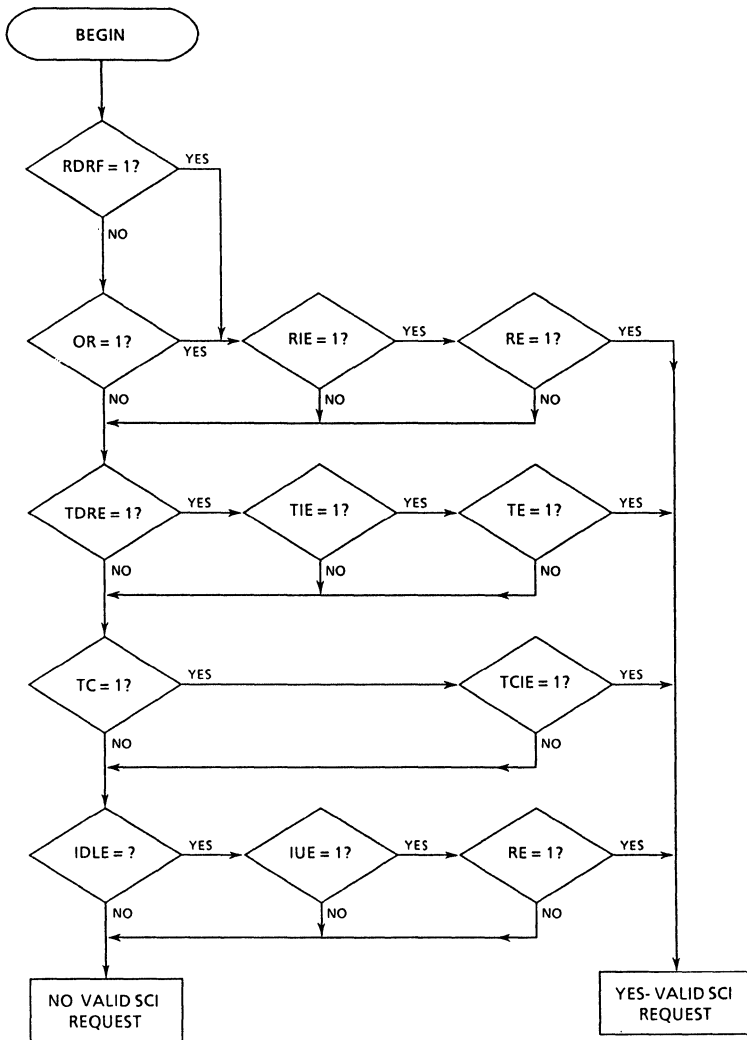 BEGIN
RDRF = 1?
YES
NO
OR = 1?
YES
RIE = 1?
YES
RE = 1?
YES
NO
NO
NO
TDRE = 1?
YES
TIE = 1?
YES
TE = 1?
YES
NO
NO
NO
TC = 1?
YES
TCIE = 1?
YES
NO
NO
IDLE = ?
YES
IUE = 1?
YES
RE = 1?
YES
NO
NO
NO
NO VALID SCI
REQUEST
YES- VALID SCI
REQUEST